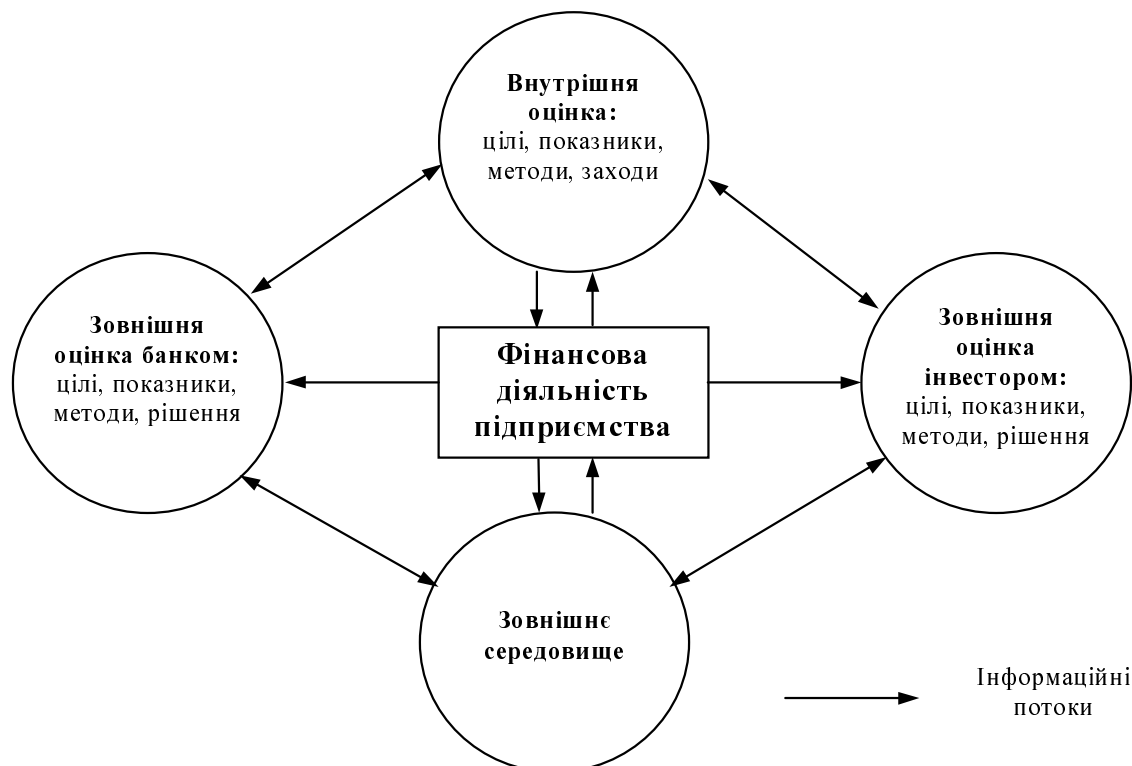 Внутрішня
оцінка:
цілі, показники,
методи, заходи
Зовнішня
оцінка банком:
цілі, показники,
методи, рішення
Фінансова
діяльність
підприємства
Зовнішня
оцінка
інвестором:
цілі, показники,
методи, рішення
Зовнішнє
середовище
Інформаційні
потоки